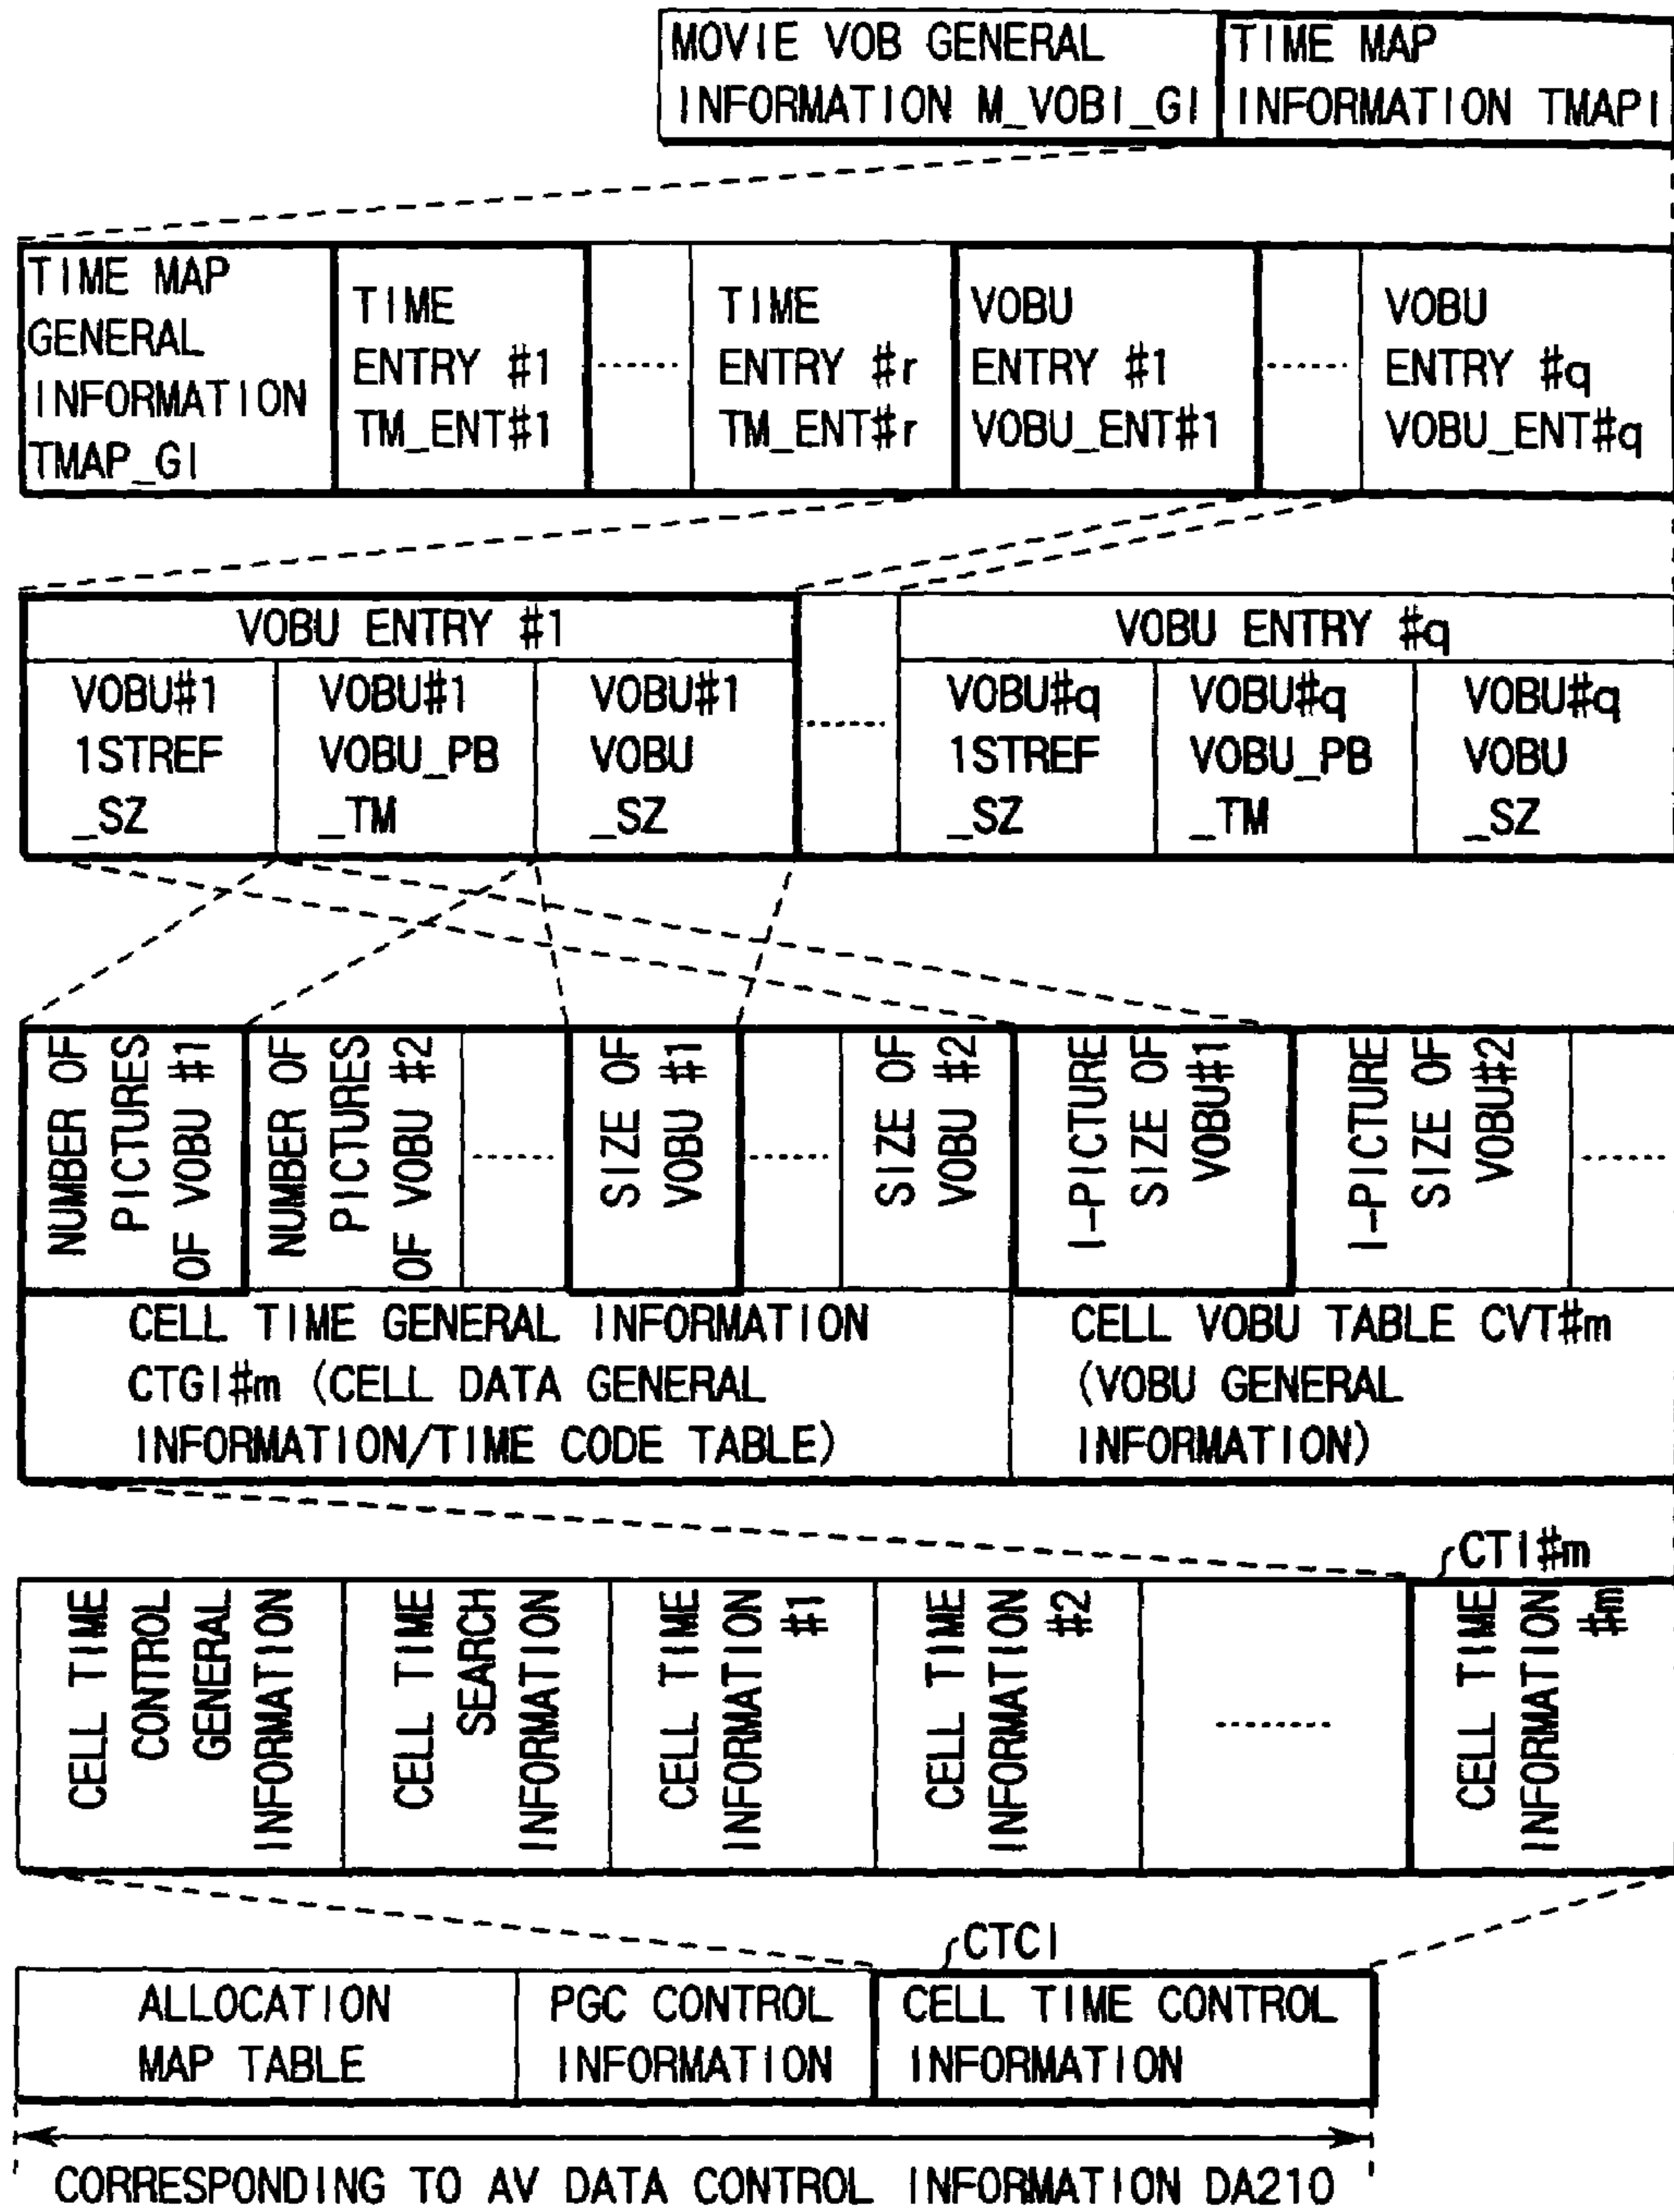 MOVIE VOB GENERAL
INFORMATION M_VOBI_GI
TIME MAP
INFORMATION TMAPI
TIME MAP
GENERAL
INFORMATION
TMAP_GI
TIME
ENTRY #1
TM_ENT#1
TIME
ENTRY #r
TM_ENT#r
VOBU
ENTRY #1
VOBU_ENT#1
VOBU
ENTRY #q
VOBU_ENT#q
VOBU ENTRY #1
VOBU#1
1STREF
_SZ
VOBU#1
VOBU_PB
_TM
VOBU#1
VOBU
_SZ
VOBU ENTRY #q
VOBU#q
1STREF
_SZ
VOBU#q
VOBU_PB
_TM
VOBU#q
VOBU
_SZ
NUMBER OF
PICTURES
OF VOBU #1
NUMBER OF
PICTURES
OF VOBU #2
SIZE OF
VOBU #1
SIZE OF
VOBU #2
I-PICTURE
SIZE OF
VOBU#1
I-PICTURE
SIZE OF
VOBU#2
CELL TIME GENERAL INFORMATION
CTGI#m (CELL DATA GENERAL
INFORMATION/TIME CODE TABLE)
CELL VOBU TABLE CVT#m
(VOBU GENERAL
INFORMATION)
CTI#m
CELL TIME
CONTROL
GENERAL
INFORMATION
CELL TIME
SEARCH
INFORMATION
CELL TIME
INFORMATION
#1
CELL TIME
INFORMATION
#2
CELL TIME
INFORMATION
#m
CTCI
ALLOCATION
MAP TABLE
PGC CONTROL
INFORMATION
CELL TIME CONTROL
INFORMATION
CORRESPONDING TO AV DATA CONTROL INFORMATION DA210